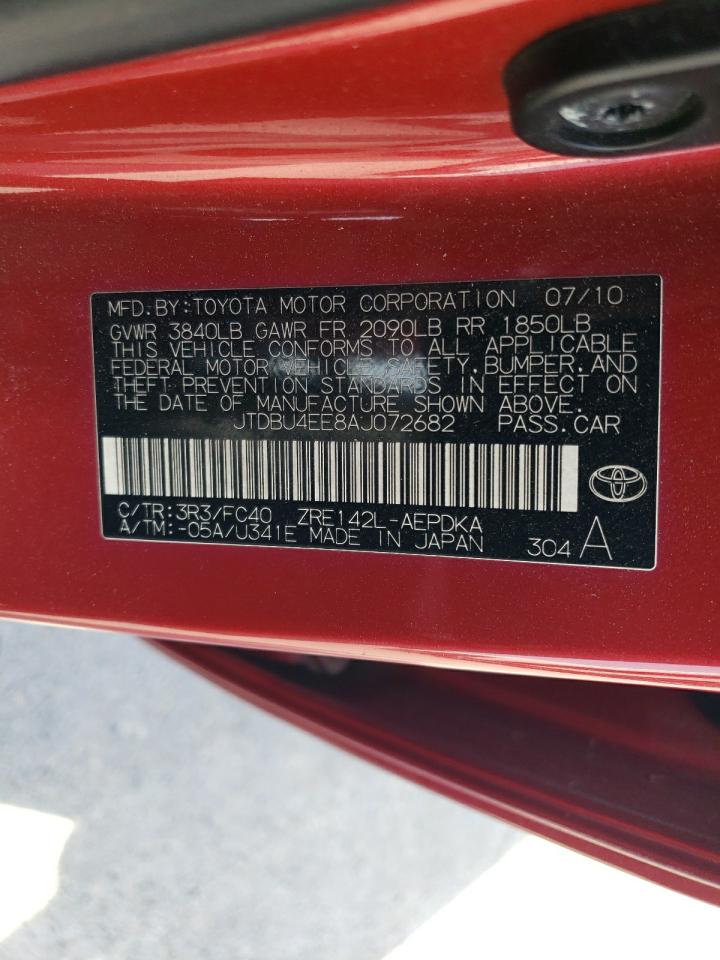 MFD.BY:TOYOTA MOTOR CORPORATION 07/10
GVWR 3840LB GAWR FR 2090LB RR 1850LB
THIS VEHICLE CONFORMS TO ALL APPLICABLE
FEDERAL MOTOR VEHICLE SAFETY,BUMPER,AND
THEFT PREVENTION STANDARDS IN EFFECT ON
THE DATE OF MANUFACTURE SHOWN ABOVE.
JTDBU4EE8AJ072682 PASS.CAR
C/TR:3R3/FC40 ZRE142L-AEPDKA
A/TM:-05A/U341E MADE IN JAPAN 304 A